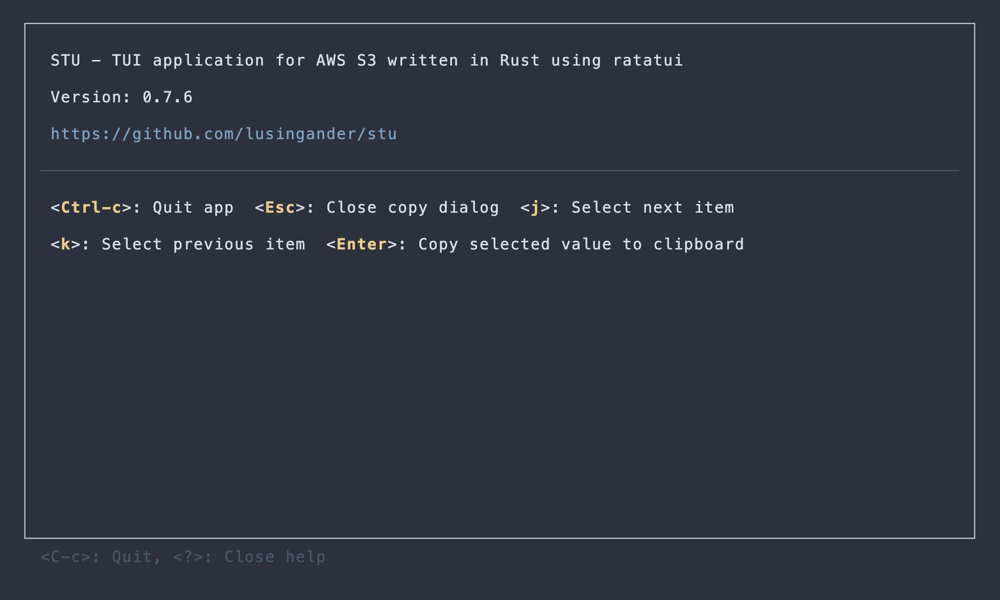 STU – TUI application for AWS S3 written in Rust using ratatui
Version: 0.7.6
https://github.com/lusingander/stu
<Ctrl-c>: Quit app  <Esc>: Close copy dialog  <j>: Select next item
<k>: Select previous item  <Enter>: Copy selected value to clipboard
<C-c>: Quit, <?>: Close help